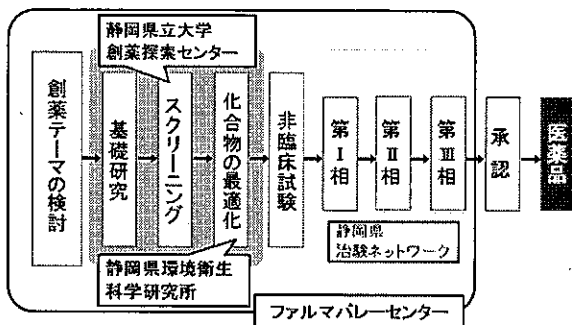 静岡県立大学
創薬探索センター
創薬テーマの検討
基礎研究
スクリーニング
化合物の最適化
非臨床試験
第Ⅰ相
第Ⅱ相
第Ⅲ相
承認
医薬品
静岡県
治験ネットワーク
静岡県環境衛生
科学研究所
ファルマバレーセンター